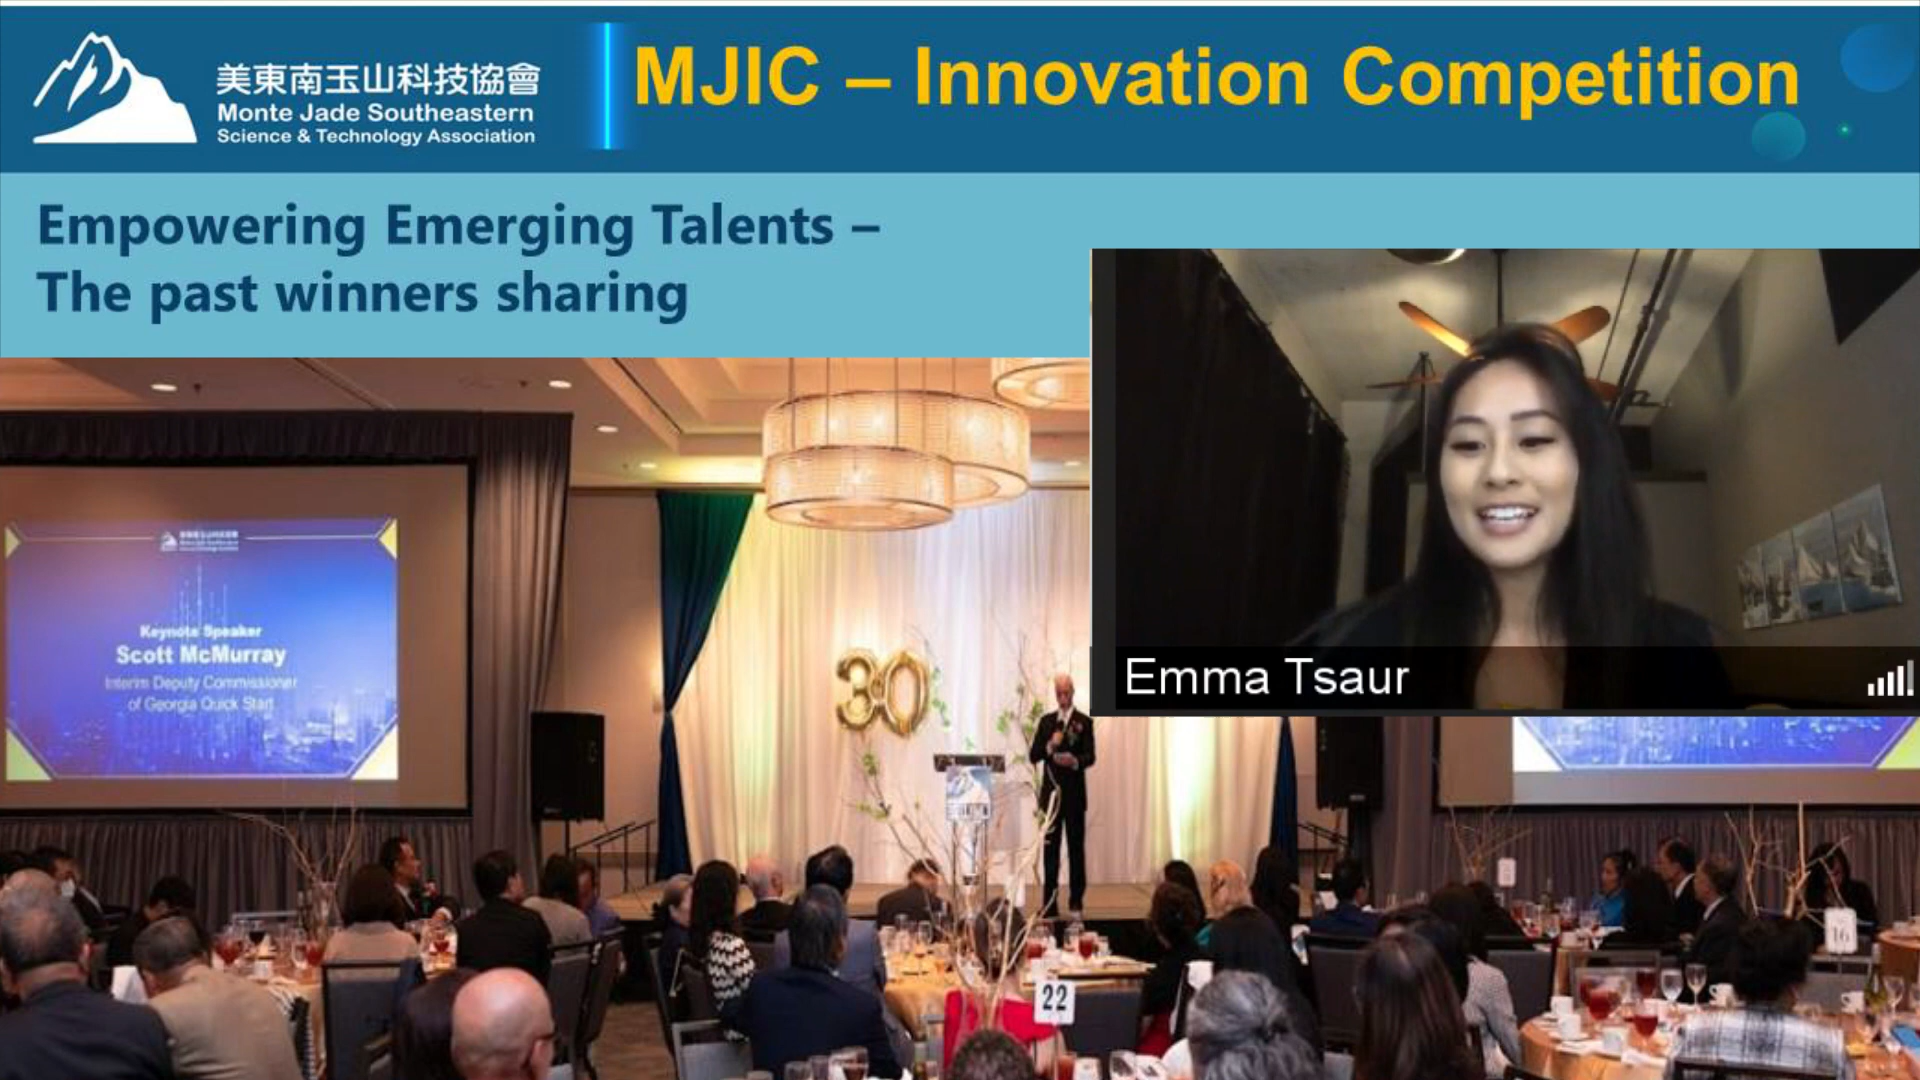 美東南玉山科技協會
Monte Jade Southeastern
Science & Technology Association
MJIC – Innovation Competition
Empowering Emerging Talents –
The past winners sharing
Keynote Speaker
Scott McMurray
Interim Deputy Commissioner
of Georgia Quick Start
30
Emma Tsaur
22
16